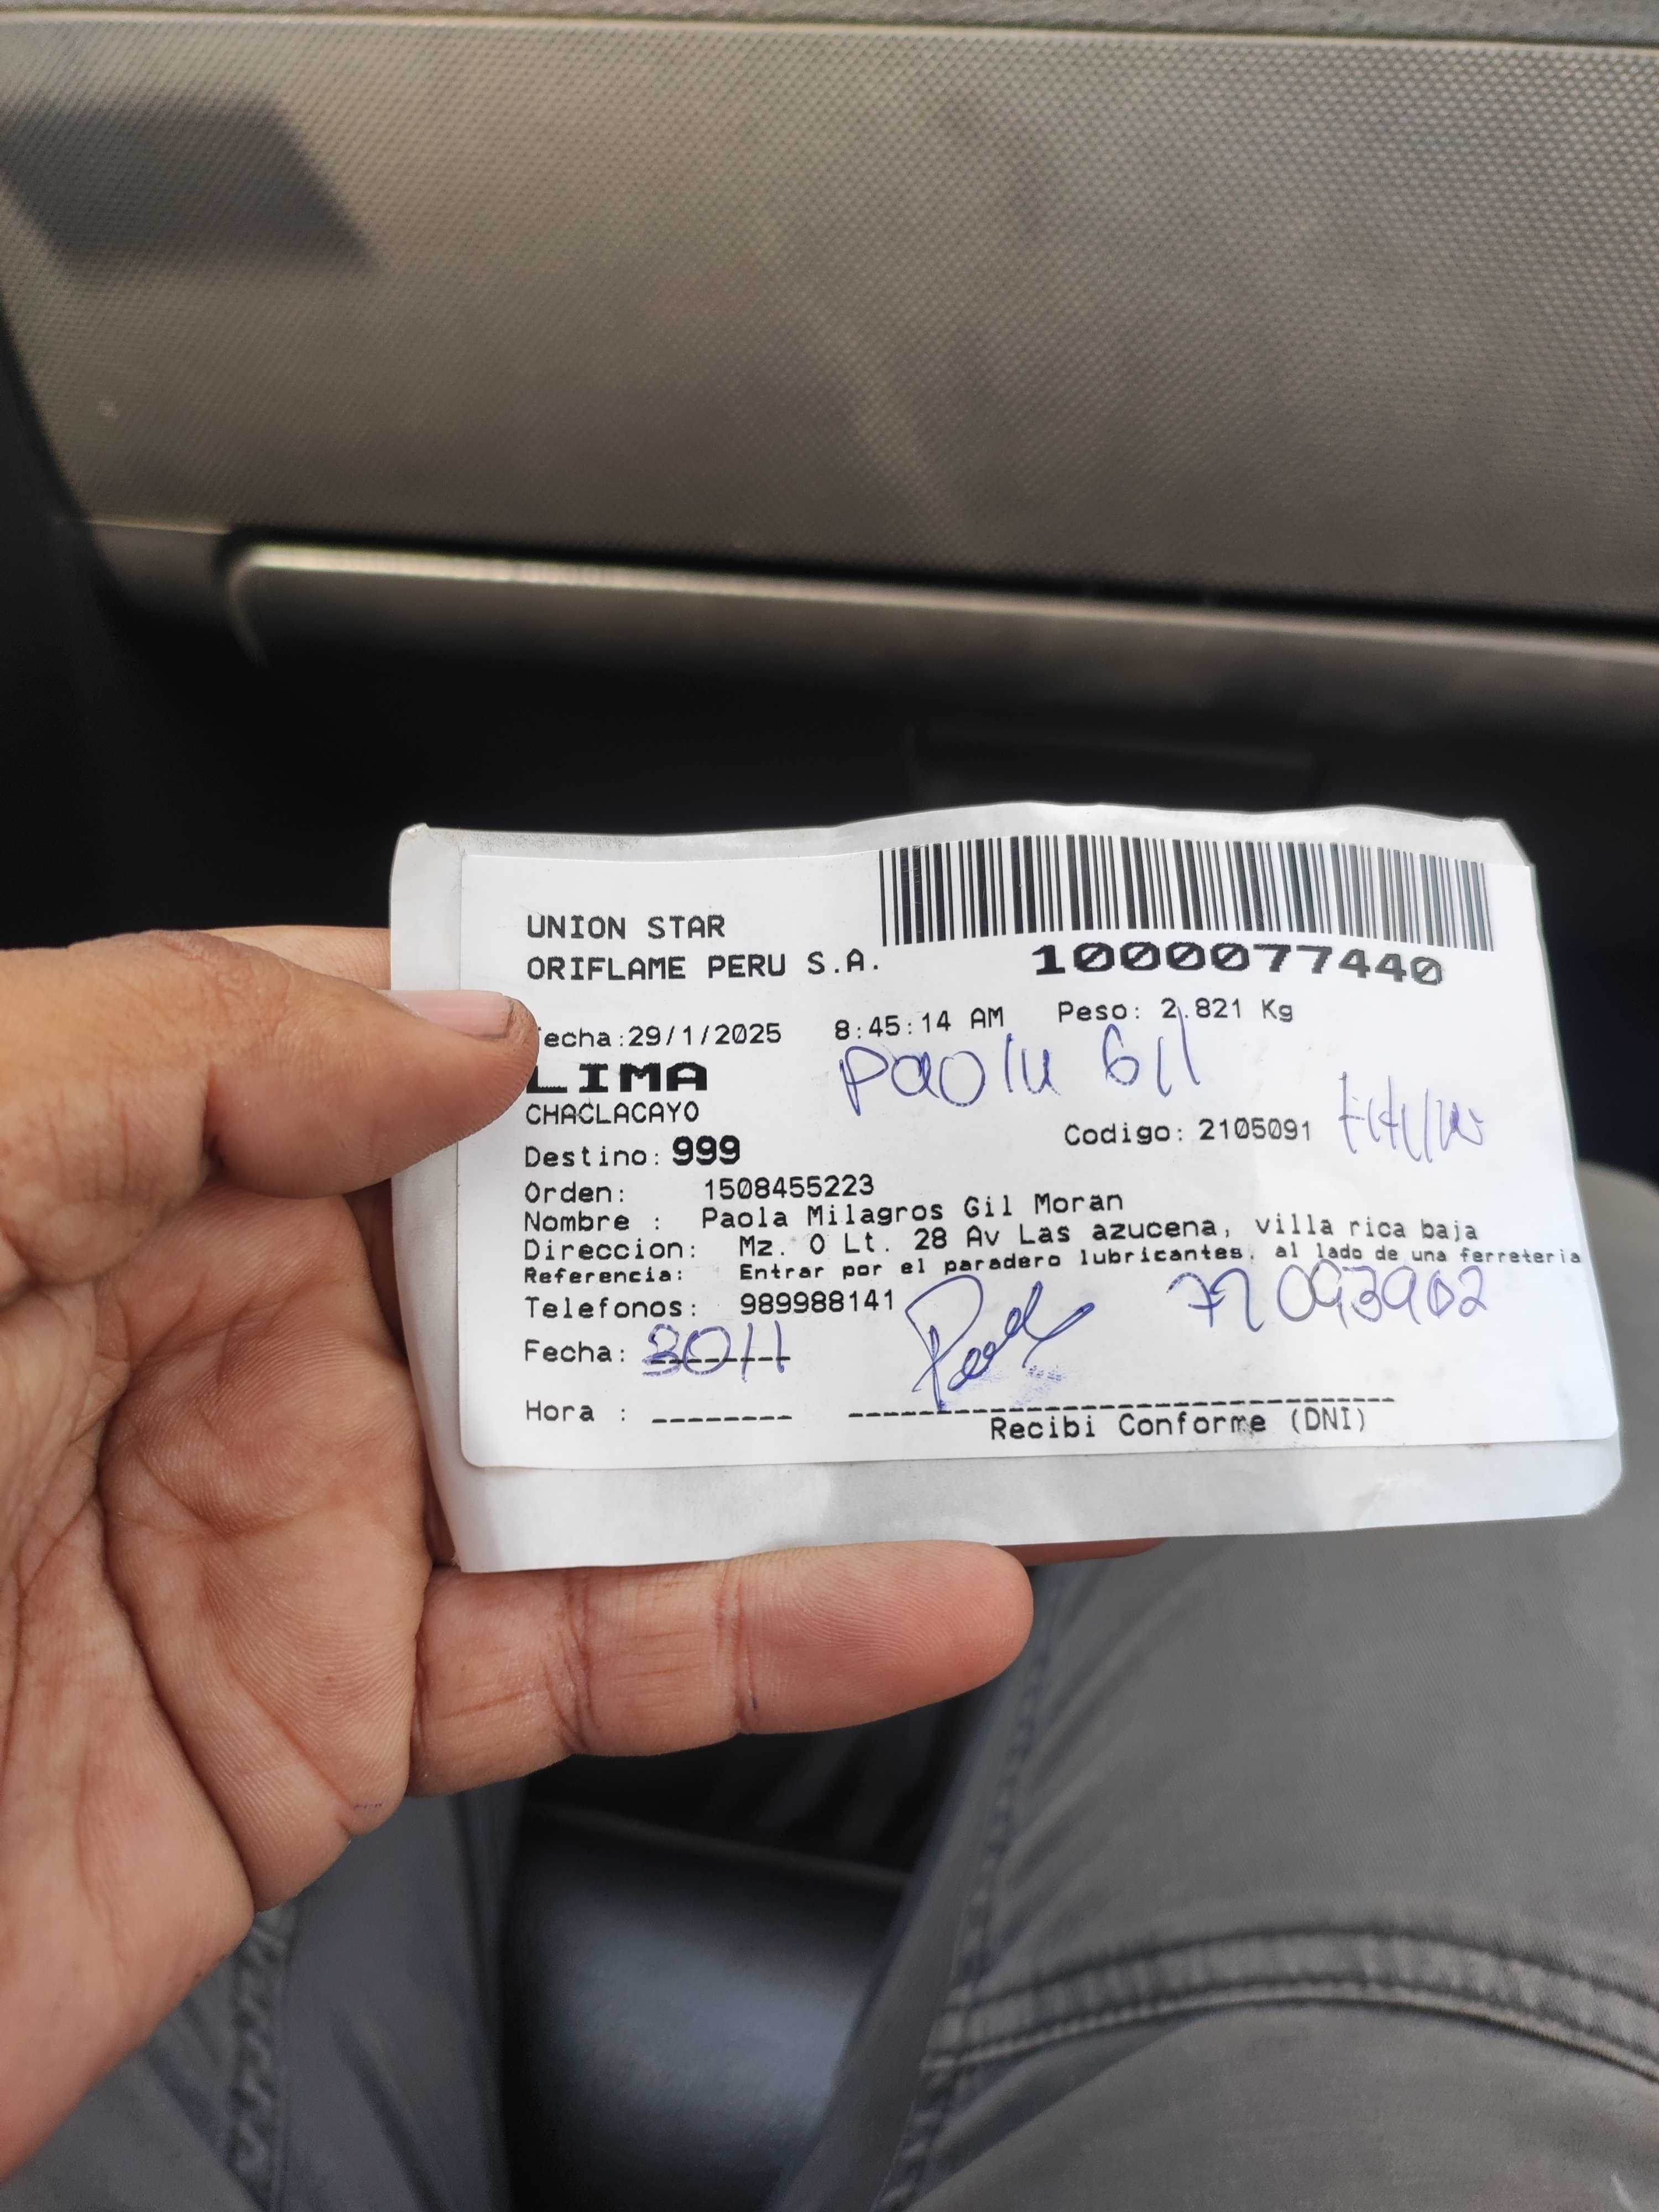 UNION STAR
ORIFLAME PERU S.A.
1000077440
echa:29/1/2025 8:45:14 AM Peso: 2.821 Kg
LIMA
Paola Gil
CHACLACAYO
Codigo: 2105091
Destino: 999
Orden: 1508455223
Nombre : Paola Milagros Gil Moran
Direccion: Mz. O Lt. 28 Av Las azucena, villa rica baja
Referencia: Entrar por el paradero lubricantes, al lado de una ferreteria
Telefonos: 989988141
Fecha: 30/1
Hora :
Recibi Conforme (DNI)